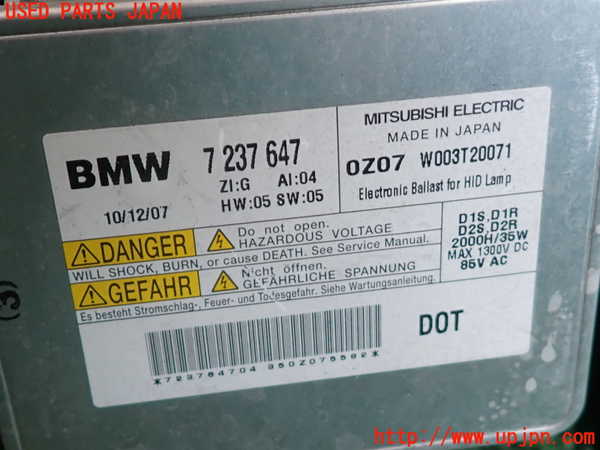 USED PARTS JAPAN
BMW 7 237 647
ZI:G AI:04
HW:05 SW:05
10/12/07
MITSUBISHI ELECTRIC
MADE IN JAPAN
0Z07 W003T20071
Electronic Ballast for HID Lamp
DANGER
Do not open.
HAZARDOUS VOLTAGE
WILL SHOCK, BURN, or cause DEATH. See Service Manual.
GEFAHR
Nicht öffnen.
GEFÄHRLICHE SPANNUNG
Es besteht Stromschlag-, Feuer- und Todesgefahr. Siehe Wartungsanleitung.
D1S,D1R
D2S,D2R
2000H/35W
MAX 1300V DC
85V AC
(3)
DOT
http://www.upjpn.com/